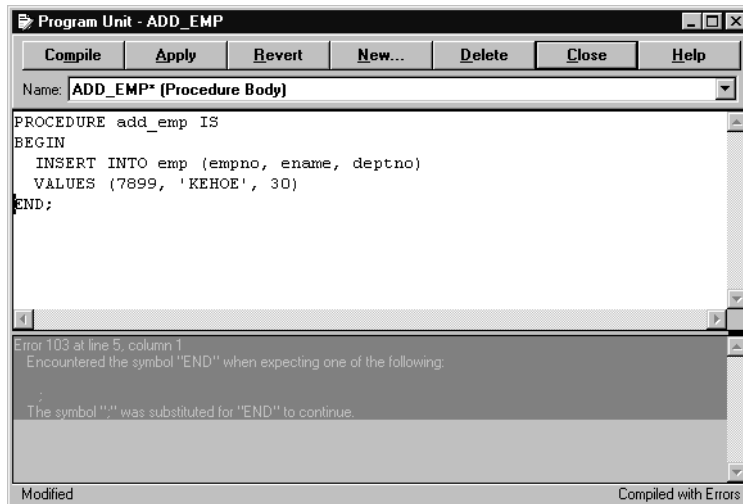 Program Unit - ADD_EMP
Compile Apply Revert New... Delete Close Help
Name: ADD_EMP* (Procedure Body)
PROCEDURE add_emp IS
BEGIN
INSERT INTO emp (empno, ename, deptno)
VALUES (7899, 'KEHOE', 30)
END;
Error 103 at line 5, column 1
Encountered the symbol "END" when expecting one of the following:
;
The symbol ";" was substituted for "END" to continue.
Modified Compiled with Errors